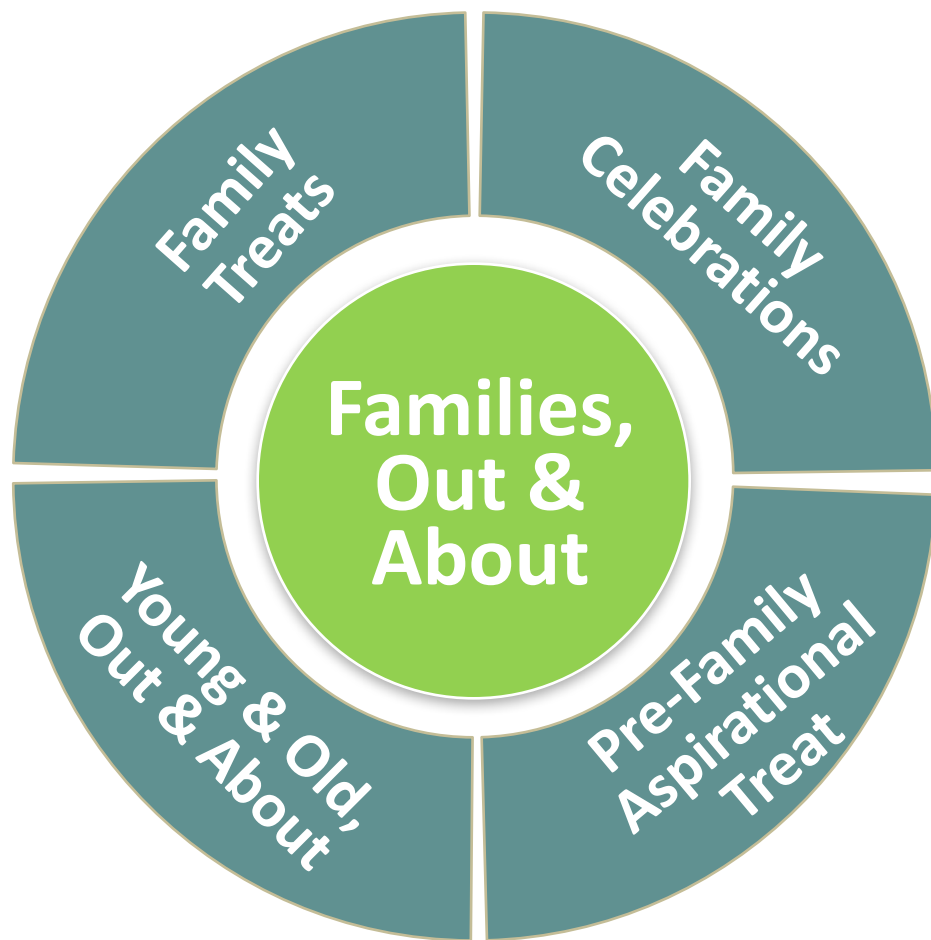 Family
Treats
Family
Celebrations
Families,
Out &
About
Young & Old,
Out & About
Pre-Family
Aspirational
Treat